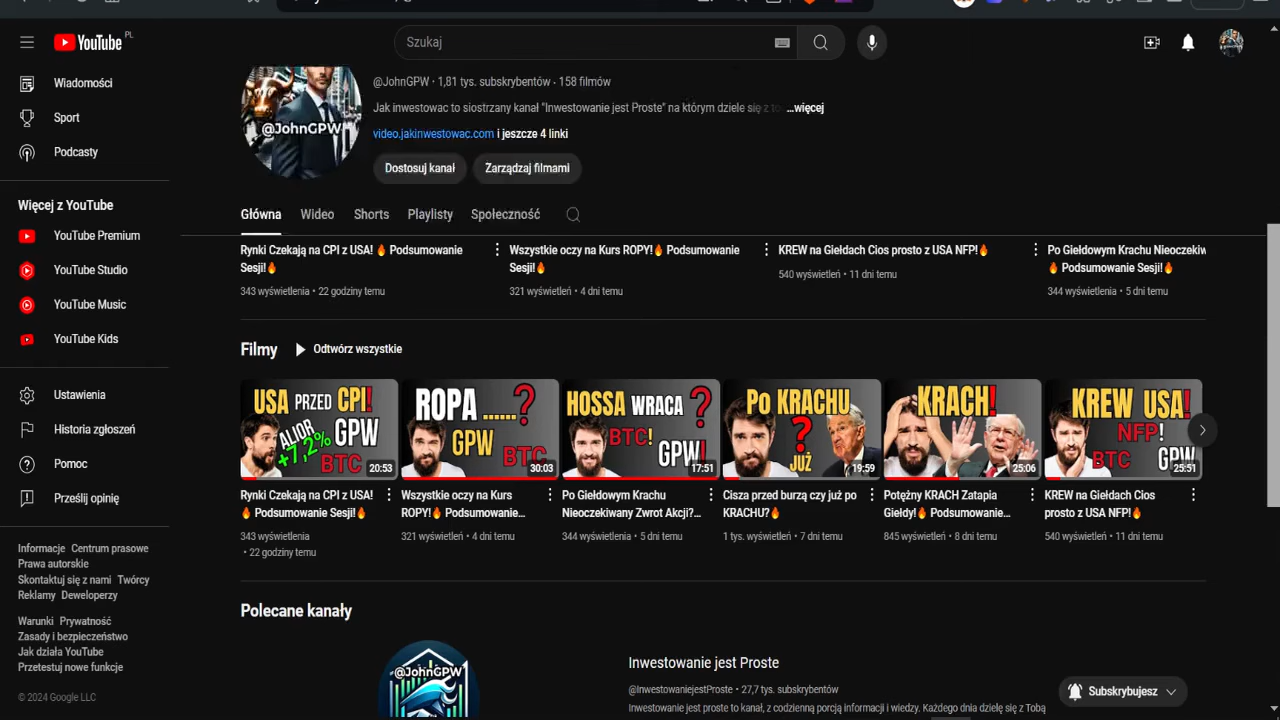 YouTube PL
Szukaj
Wiadomości
Sport
Podcasty
Więcej z YouTube
YouTube Premium
YouTube Studio
YouTube Music
YouTube Kids
Ustawienia
Historia zgłoszeń
Pomoc
Prześlij opinię
Informacje Centrum prasowe
Prawa autorskie
Skontaktuj się z nami Twórcy
Reklamy Deweloperzy
Warunki Prywatność
Zasady i bezpieczeństwo
Jak działa YouTube
Przetestuj nowe funkcje
© 2024 Google LLC
@JohnGPW
@JohnGPW · 1,81 tys. subskrybentów · 158 filmów
Jak inwestowac to siostrzany kanał "Inwestowanie jest Proste" na którym dziele się z ...więcej
video.jakinwestowac.com i jeszcze 4 linki
Dostosuj kanał Zarządzaj filmami
Główna Wideo Shorts Playlisty Społeczność
Rynki Czekają na CPI z USA! 🔥 Podsumowanie
Sesji!🔥
343 wyświetlenia · 22 godziny temu
Wszystkie oczy na Kurs ROPY!🔥 Podsumowanie
Sesji!🔥
321 wyświetleń · 4 dni temu
KREW na Giełdach Cios prosto z USA NFP!🔥
540 wyświetleń · 11 dni temu
Po Giełdowym Krachu Nieoczekiw
🔥 Podsumowanie Sesji!🔥
344 wyświetlenia · 5 dni temu
Filmy Odtwórz wszystkie
USA PRZED CPI!
ALIOR GPW
+7,2%
BTC
20:53
Rynki Czekają na CPI z USA!
🔥 Podsumowanie Sesji!🔥
343 wyświetlenia
· 22 godziny temu
ROPA ......?
GPW
BTC
30:03
Wszystkie oczy na Kurs
ROPY!🔥 Podsumowanie...
321 wyświetleń · 4 dni temu
HOSSA WRACA ?
BTC!
GPW!
17:51
Po Giełdowym Krachu
Nieoczekiwany Zwrot Akcji?...
344 wyświetlenia · 5 dni temu
Po KRACHU
?
JUŻ
19:59
Cisza przed burzą czy już po
KRACHU?🔥
1 tys. wyświetleń · 7 dni temu
KRACH!
25:06
Potężny KRACH Zatapia
Giełdy!🔥 Podsumowanie...
845 wyświetleń · 8 dni temu
KREW USA!
NFP!
BTC GPW
25:51
KREW na Giełdach Cios
prosto z USA NFP!🔥
540 wyświetleń · 11 dni temu
Polecane kanały
@JohnGPW
Inwestowanie jest Proste
@InwestowaniejestProste · 27,7 tys. subskrybentów
Inwestowanie jest proste to kanał, z codzienną porcją informacji i wiedzy. Każdego dnia dzielę się z Tobą
Subskrybujesz